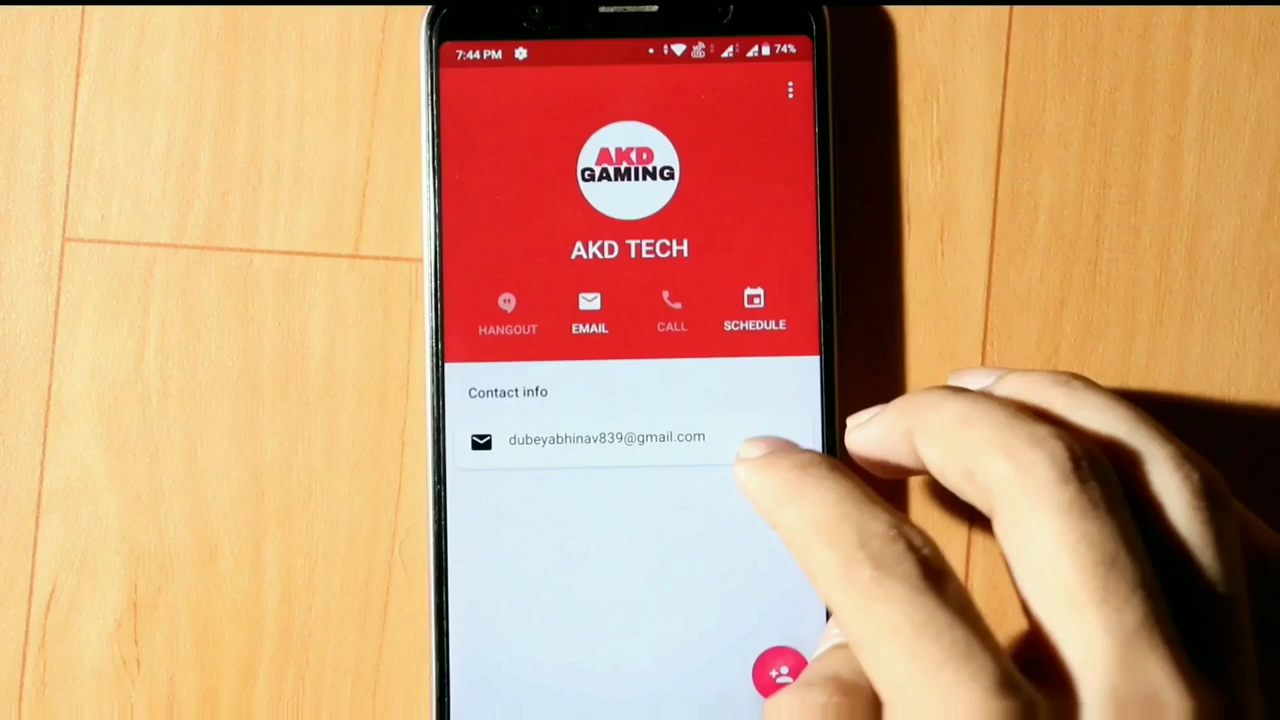 7:44 PM
74%
AKD
GAMING
AKD TECH
HANGOUT EMAIL CALL SCHEDULE
Contact info
dubeyabhinav839@gmail.com